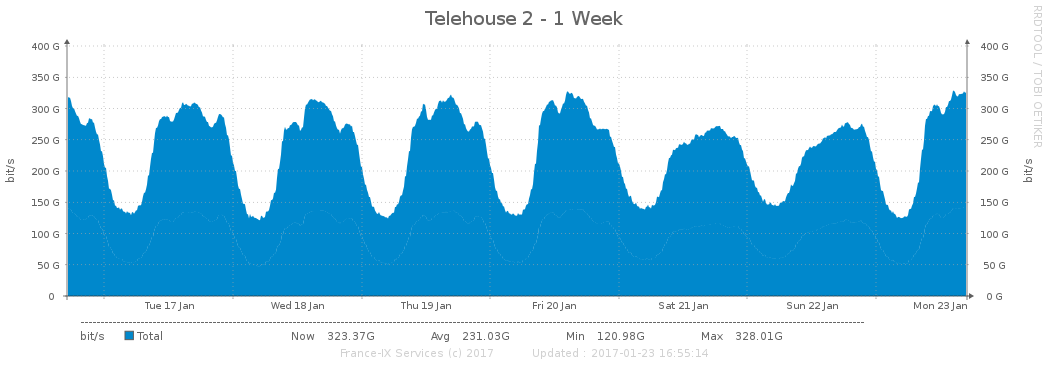 Telehouse 2 - 1 Week
RRDTOOL / TOBI OETIKER
400 G 400 G
350 G 350 G
300 G 300 G
250 G 250 G
200 G 200 G
150 G 150 G
100 G 100 G
50 G 50 G
0 0 G
bit/s bit/s
Tue 17 Jan Wed 18 Jan Thu 19 Jan Fri 20 Jan Sat 21 Jan Sun 22 Jan Mon 23 Jan
bit/s Total Now 323.37G Avg 231.03G Min 120.98G Max 328.01G
France-IX Services (c) 2017 Updated : 2017-01-23 16:55:14